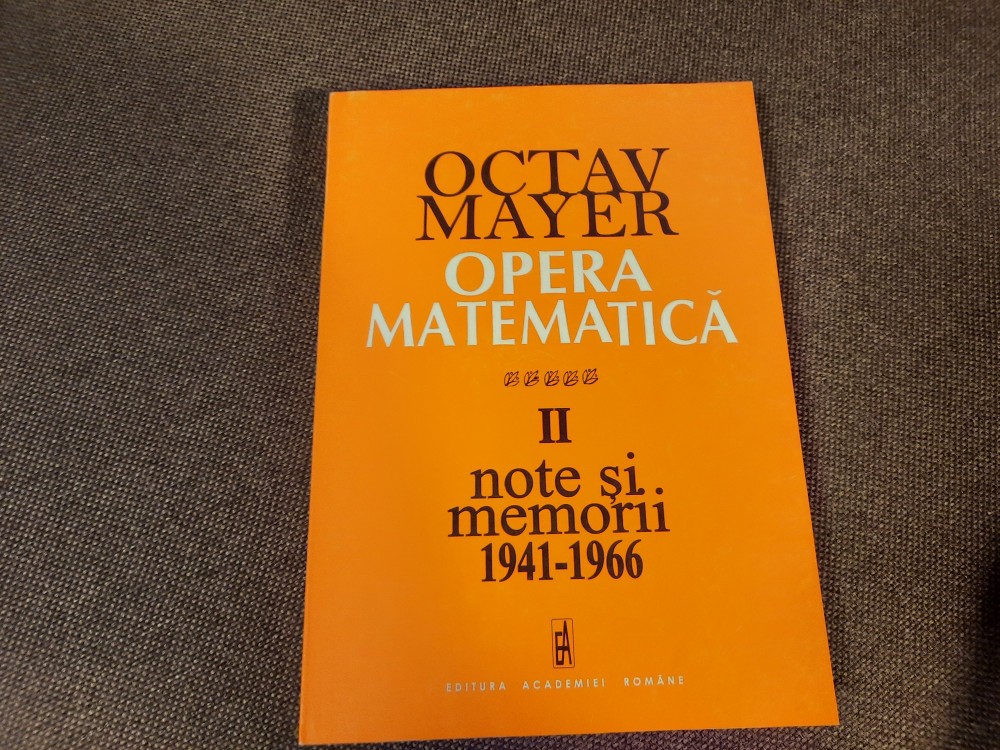 OCTAV
MAYER
OPERA
MATEMATICĂ
II
note și
memorii
1941-1966
EA
EDITURA ACADEMIEI ROMÂNE